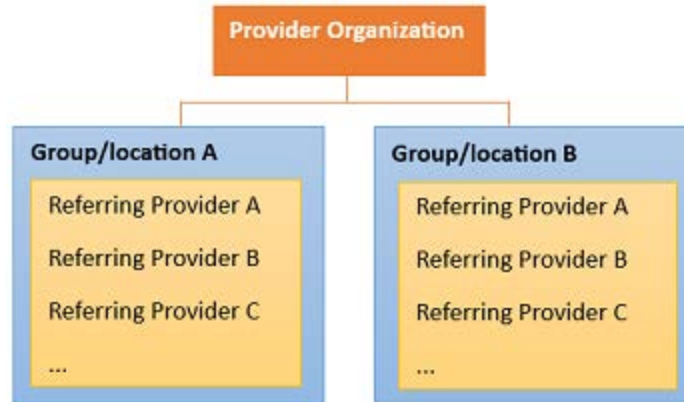 Provider Organization
Group/location A
Referring Provider A
Referring Provider B
Referring Provider C
...
Group/location B
Referring Provider A
Referring Provider B
Referring Provider C
...